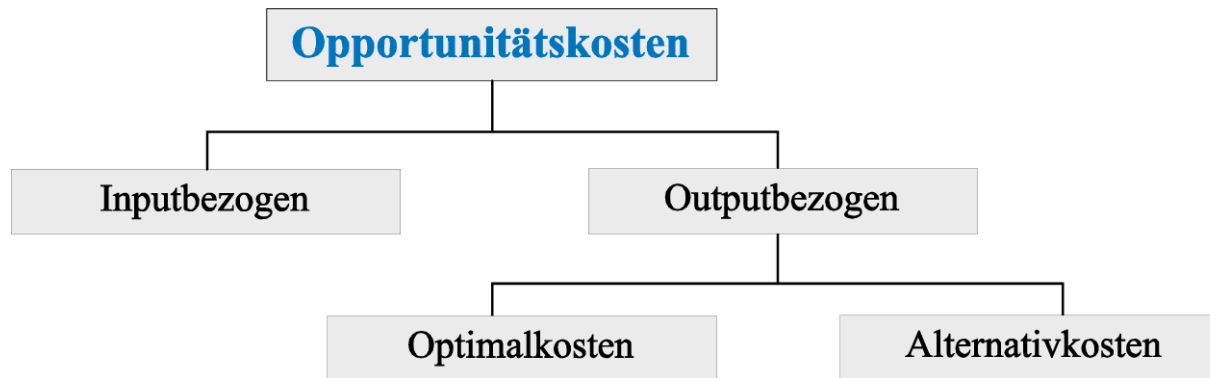 Opportunitätskosten
Inputbezogen
Outputbezogen
Optimalkosten
Alternativkosten